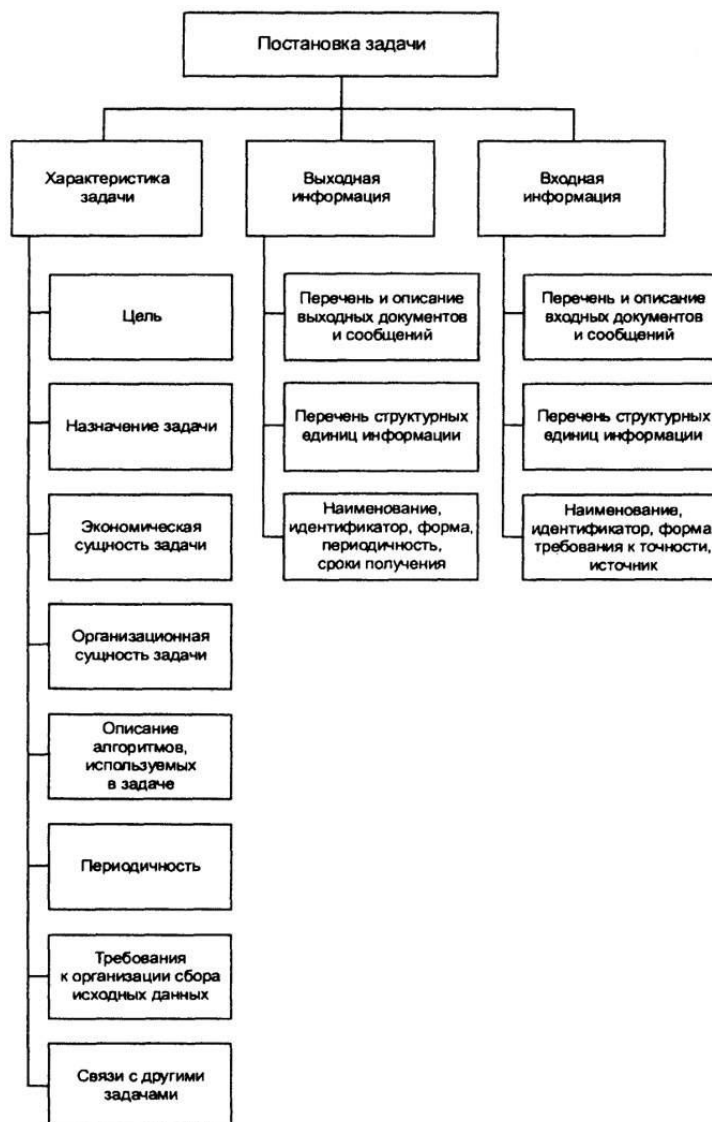 Постановка задачи
Характеристика
задачи
Цель
Назначение задачи
Экономическая
сущность задачи
Организационная
сущность задачи
Описание
алгоритмов,
используемых
в задаче
Периодичность
Требования
к организации сбора
исходных данных
Связи с другими
задачами
Выходная
информация
Перечень и описание
выходных документов
и сообщений
Перечень структурных
единиц информации
Наименование,
идентификатор, форма,
периодичность,
сроки получения
Входная
информация
Перечень и описание
входных документов
и сообщений
Перечень структурных
единиц информации
Наименование,
идентификатор, форма
требования к точности,
источник